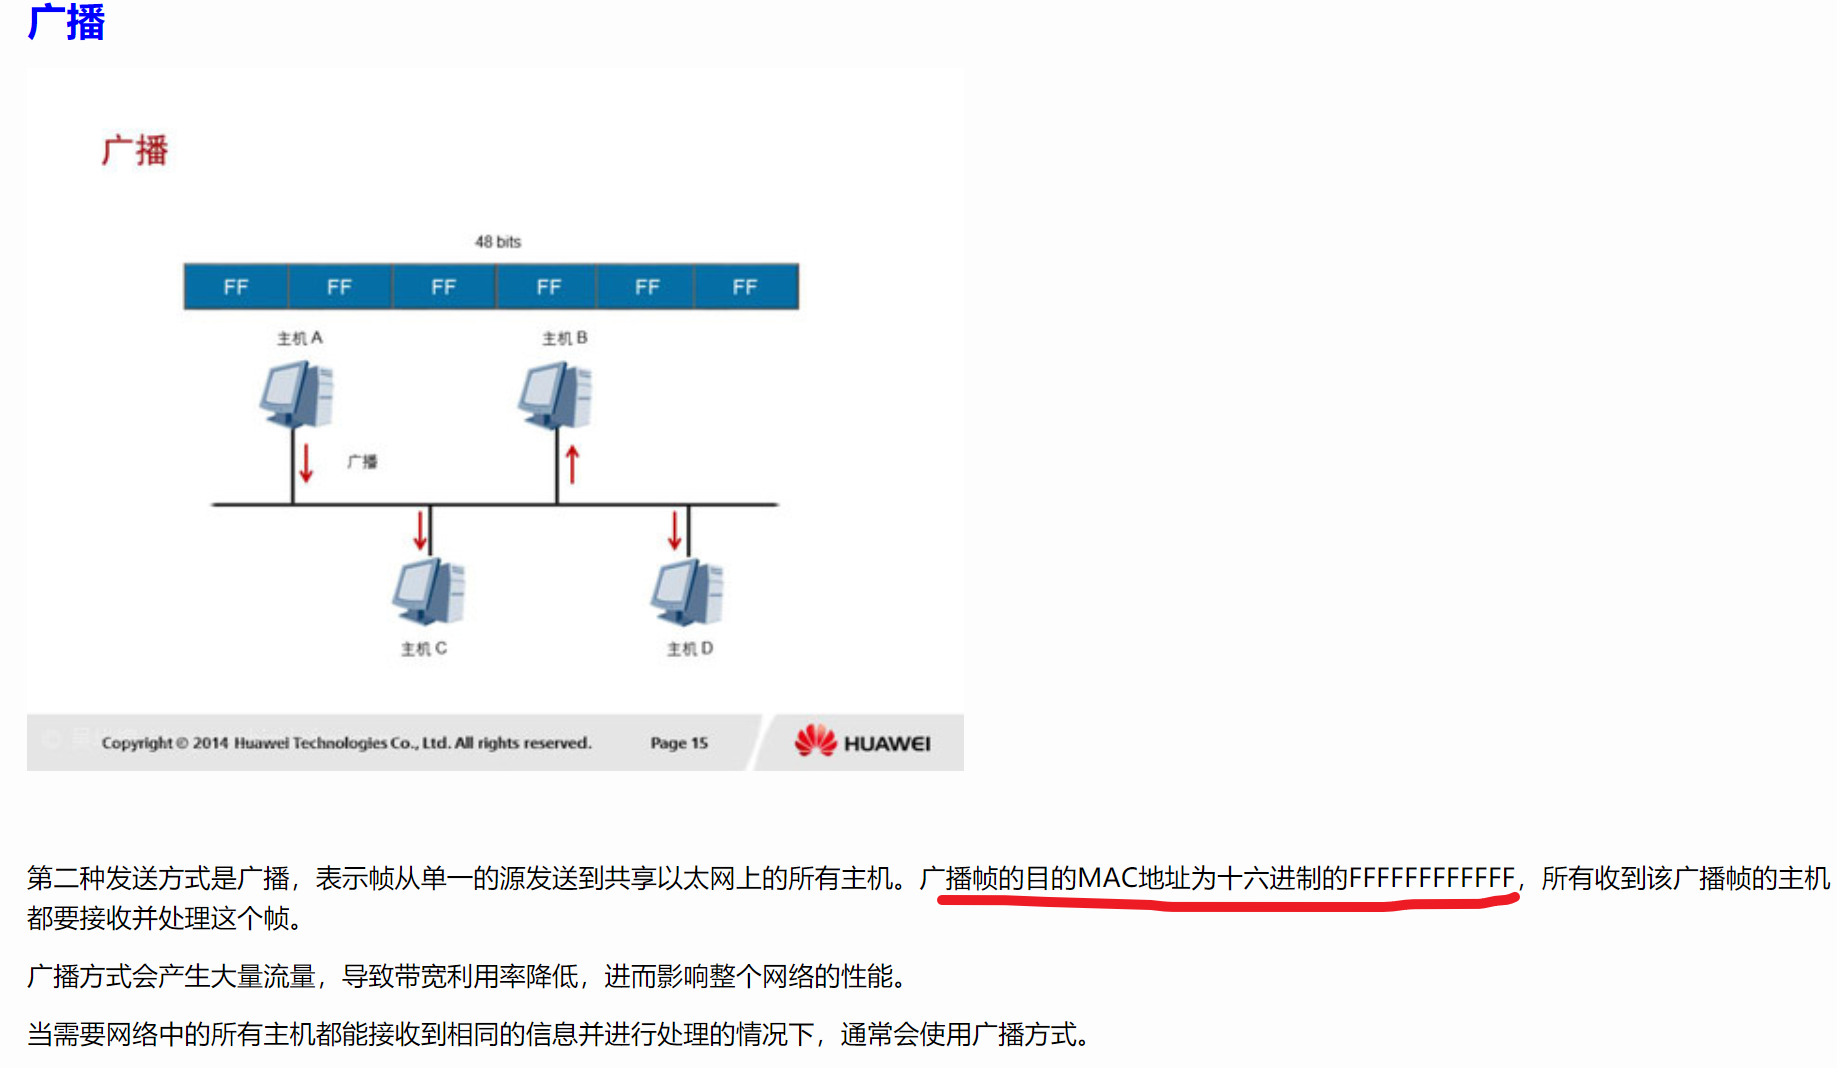 广播
广播
48 bits
FF FF FF FF FF FF
主机 A
主机 B
广播
主机 C
主机 D
Copyright © 2014 Huawei Technologies Co., Ltd. All rights reserved.
Page 15
HUAWEI
第二种发送方式是广播，表示帧从单一的源发送到共享以太网上的所有主机。广播帧的目的MAC地址为十六进制的FFFFFFFFFFFF，所有收到该广播帧的主机
都要接收并处理这个帧。
广播方式会产生大量流量，导致带宽利用率降低，进而影响整个网络的性能。
当需要网络中的所有主机都能接收到相同的信息并进行处理的情况下，通常会使用广播方式。